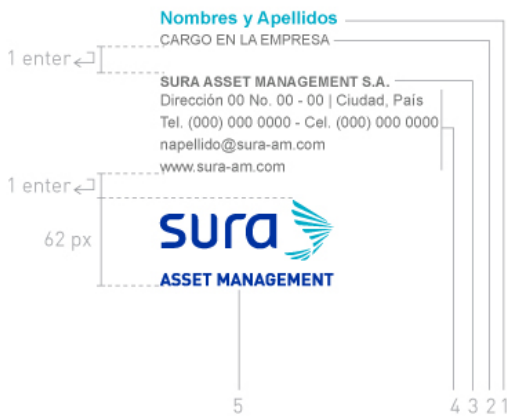 Nombres y Apellidos
CARGO EN LA EMPRESA
1 enter
SURA ASSET MANAGEMENT S.A.
Dirección 00 No. 00 - 00 | Ciudad, País
Tel. (000) 000 0000 - Cel. (000) 000 0000
napellido@sura-am.com
www.sura-am.com
1 enter
62 px
sura
ASSET MANAGEMENT
5 4 3 2 1